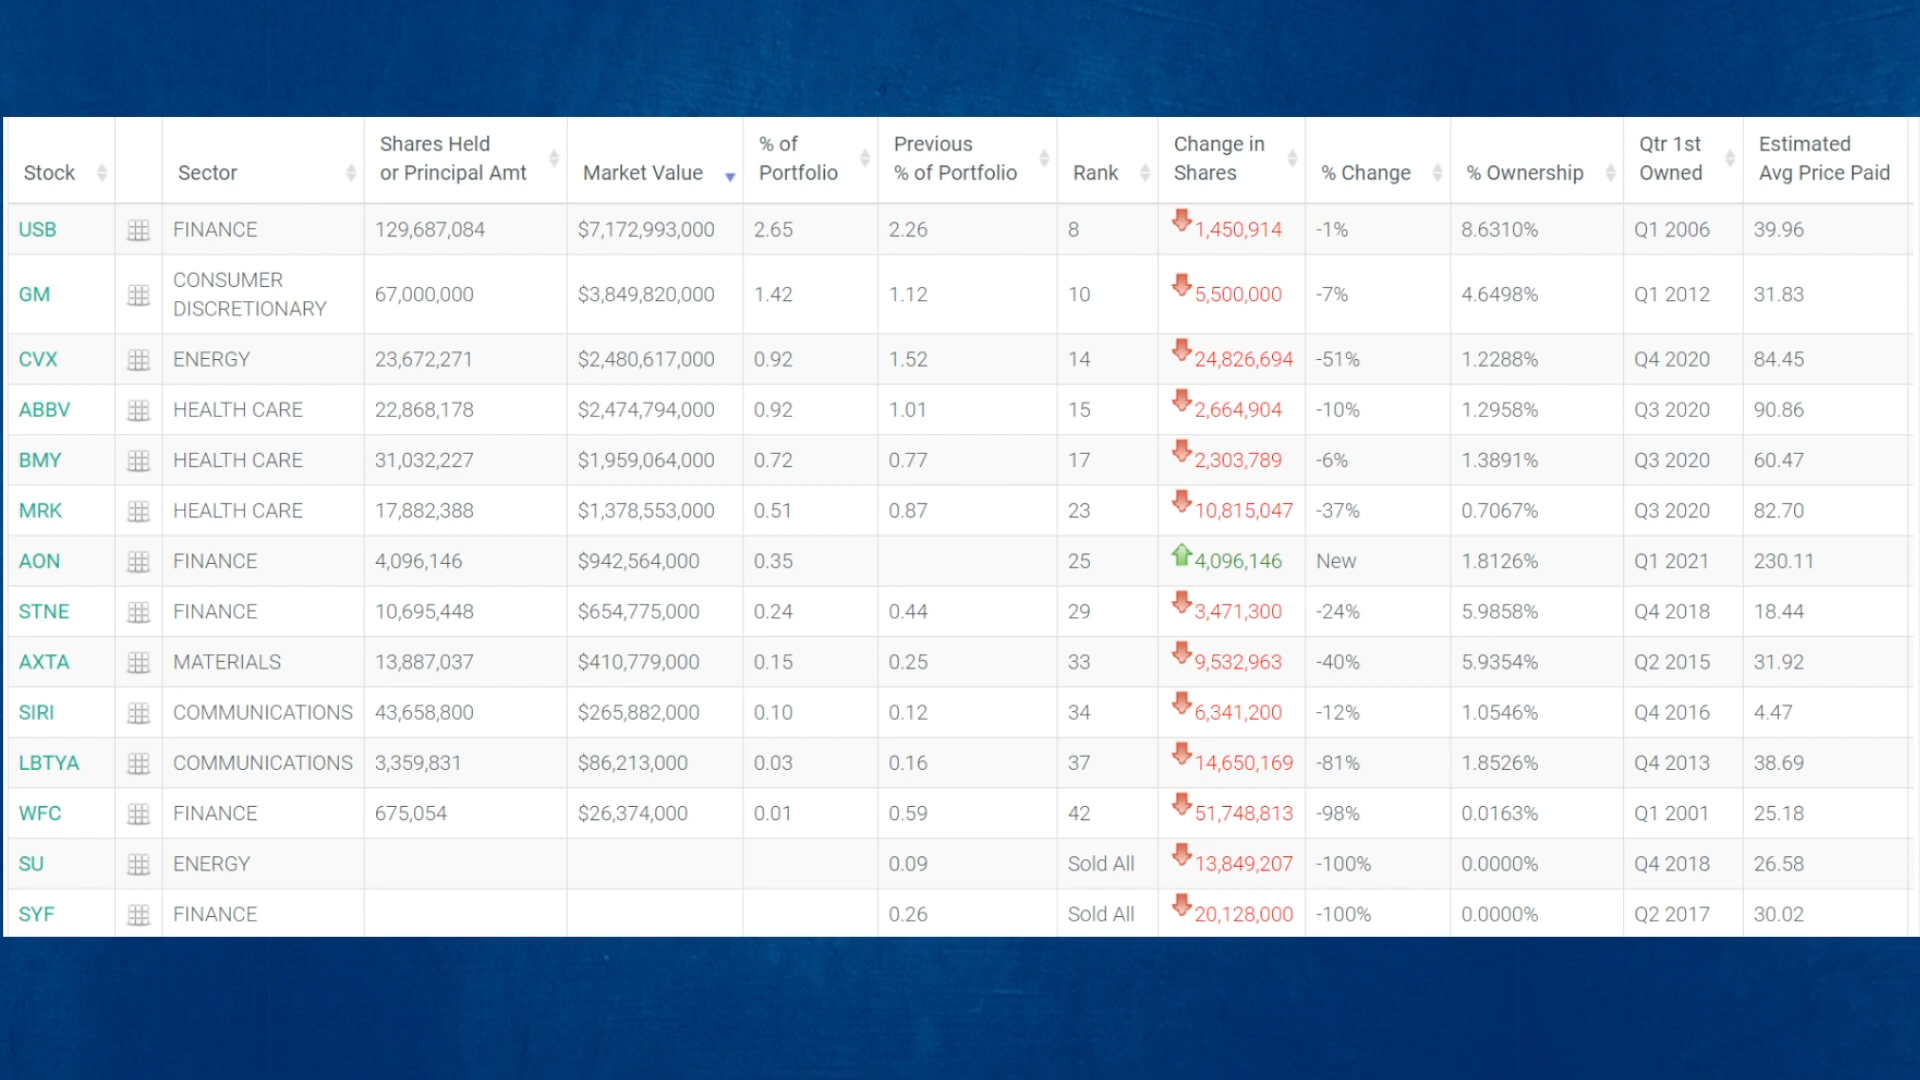 Stock Sector Shares Held or Principal Amt Market Value % of Portfolio Previous % of Portfolio Rank Change in Shares % Change % Ownership Qtr 1st Owned Estimated Avg Price Paid
USB FINANCE 129,687,084 $7,172,993,000 2.65 2.26 8 1,450,914 -1% 8.6310% Q1 2006 39.96
GM CONSUMER DISCRETIONARY 67,000,000 $3,849,820,000 1.42 1.12 10 5,500,000 -7% 4.6498% Q1 2012 31.83
CVX ENERGY 23,672,271 $2,480,617,000 0.92 1.52 14 24,826,694 -51% 1.2288% Q4 2020 84.45
ABBV HEALTH CARE 22,868,178 $2,474,794,000 0.92 1.01 15 2,664,904 -10% 1.2958% Q3 2020 90.86
BMY HEALTH CARE 31,032,227 $1,959,064,000 0.72 0.77 17 2,303,789 -6% 1.3891% Q3 2020 60.47
MRK HEALTH CARE 17,882,388 $1,378,553,000 0.51 0.87 23 10,815,047 -37% 0.7067% Q3 2020 82.70
AON FINANCE 4,096,146 $942,564,000 0.35 25 4,096,146 New 1.8126% Q1 2021 230.11
STNE FINANCE 10,695,448 $654,775,000 0.24 0.44 29 3,471,300 -24% 5.9858% Q4 2018 18.44
AXTA MATERIALS 13,887,037 $410,779,000 0.15 0.25 33 9,532,963 -40% 5.9354% Q2 2015 31.92
SIRI COMMUNICATIONS 43,658,800 $265,882,000 0.10 0.12 34 6,341,200 -12% 1.0546% Q4 2016 4.47
LBTYA COMMUNICATIONS 3,359,831 $86,213,000 0.03 0.16 37 14,650,169 -81% 1.8526% Q4 2013 38.69
WFC FINANCE 675,054 $26,374,000 0.01 0.59 42 51,748,813 -98% 0.0163% Q1 2001 25.18
SU ENERGY 0.09 Sold All 13,849,207 -100% 0.0000% Q4 2018 26.58
SYF FINANCE 0.26 Sold All 20,128,000 -100% 0.0000% Q2 2017 30.02